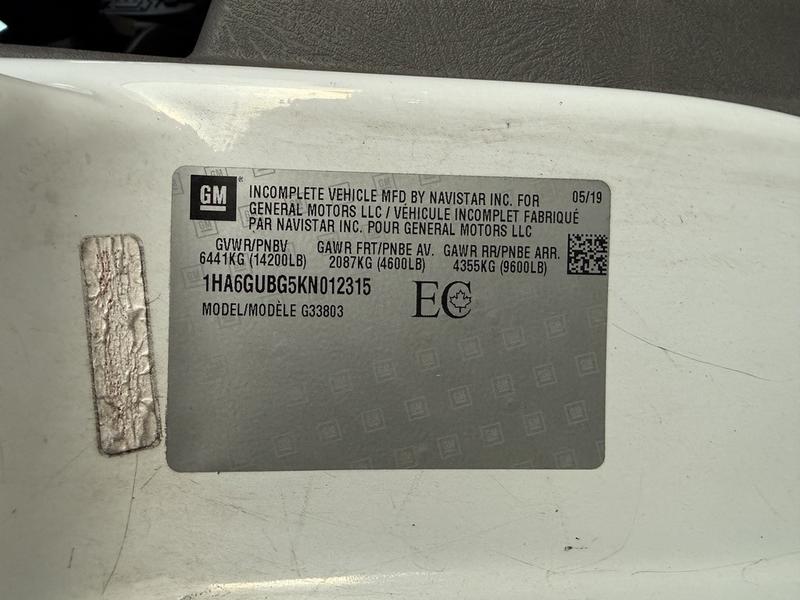 GM
INCOMPLETE VEHICLE MFD BY NAVISTAR INC. FOR 05/19
GENERAL MOTORS LLC / VÉHICULE INCOMPLET FABRIQUÉ
PAR NAVISTAR INC. POUR GENERAL MOTORS LLC
GVWR/PNBV GAWR FRT/PNBE AV. GAWR RR/PNBE ARR.
6441KG (14200LB) 2087KG (4600LB) 4355KG (9600LB)
1HA6GUBG5KN012315
EC
MODEL/MODÈLE G33803